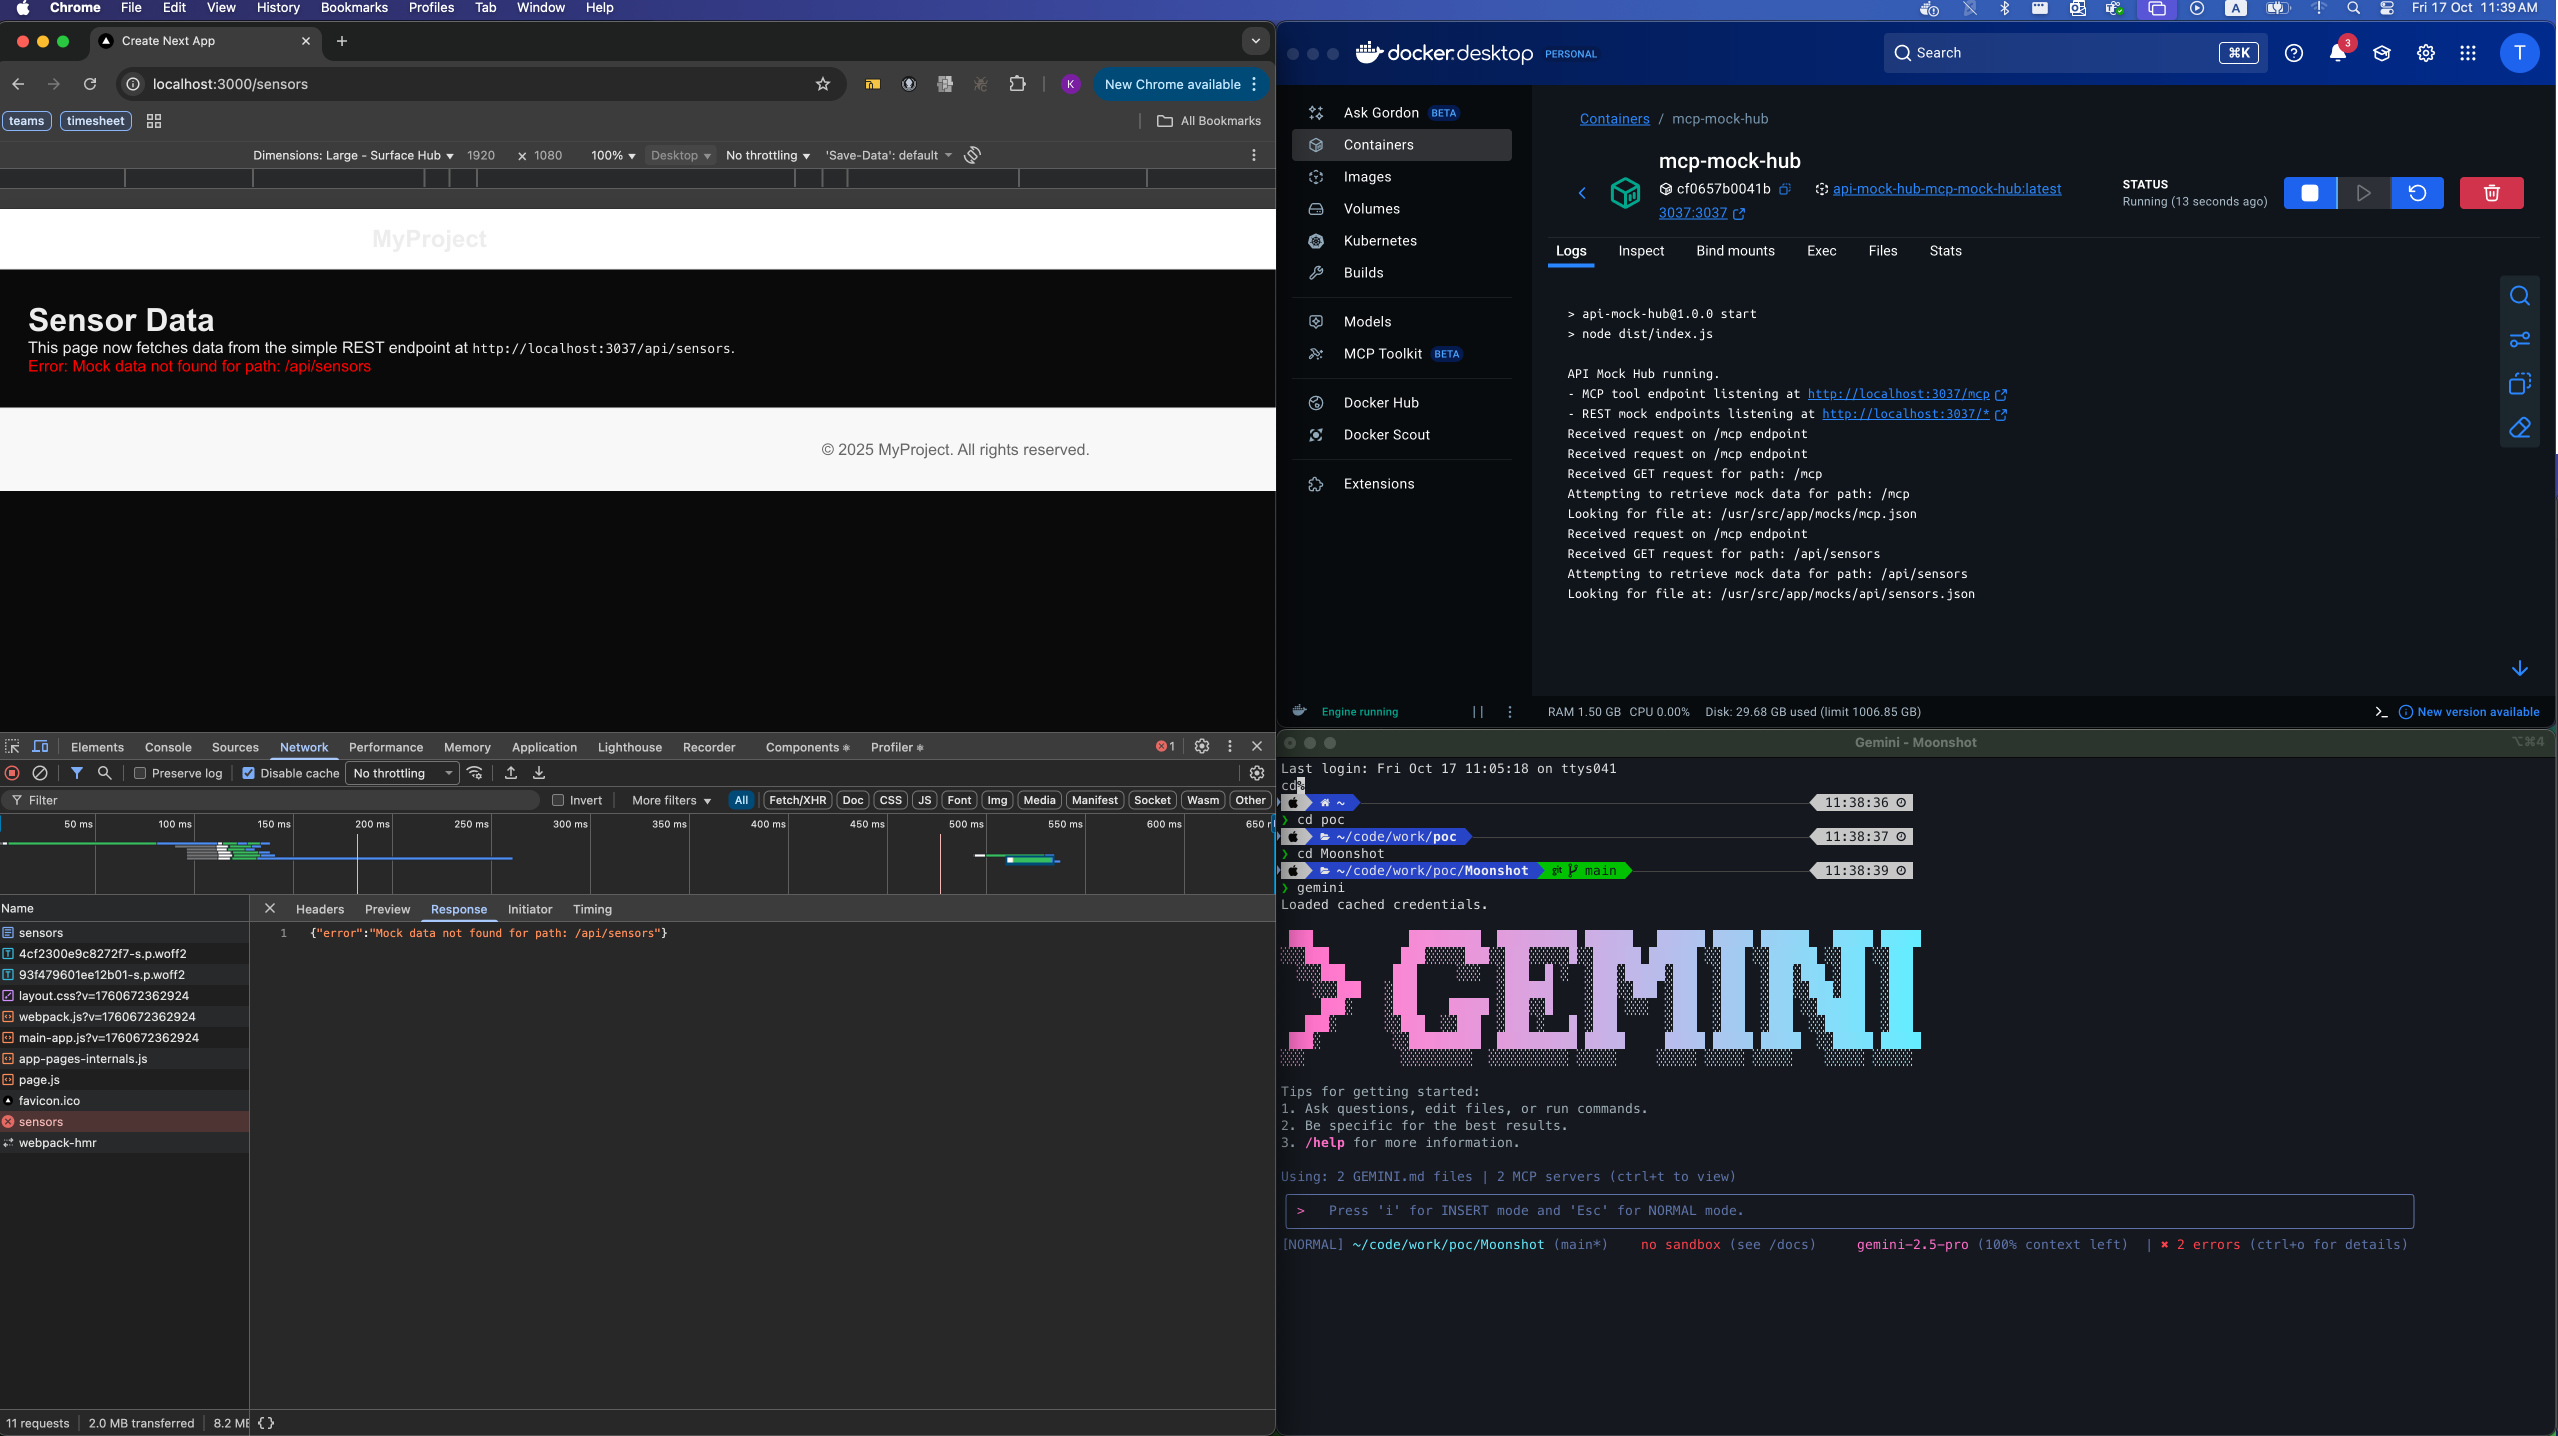 Chrome File Edit View History Bookmarks Profiles Tab Window Help
A Fri 17 Oct 11:39 AM
Create Next App
localhost:3000/sensors
K New Chrome available
teams timesheet
All Bookmarks
Dimensions: Large - Surface Hub 1920 × 1080 100% Desktop No throttling 'Save-Data': default
MyProject
Sensor Data
This page now fetches data from the simple REST endpoint at http://localhost:3037/api/sensors.
Error: Mock data not found for path: /api/sensors
© 2025 MyProject. All rights reserved.
Elements Console Sources Network Performance Memory Application Lighthouse Recorder Components Profiler 1
Preserve log Disable cache No throttling
Filter Invert More filters All Fetch/XHR Doc CSS JS Font Img Media Manifest Socket Wasm Other
50 ms 100 ms 150 ms 200 ms 250 ms 300 ms 350 ms 400 ms 450 ms 500 ms 550 ms 600 ms 650
Name
Headers Preview Response Initiator Timing
sensors
4cf2300e9c8272f7-s.p.woff2
93f479601ee12b01-s.p.woff2
layout.css?v=1760672362924
webpack.js?v=1760672362924
main-app.js?v=1760672362924
app-pages-internals.js
page.js
favicon.ico
sensors
webpack-hmr
1 {"error":"Mock data not found for path: /api/sensors"}
11 requests 2.0 MB transferred 8.2 ME {}
docker.desktop PERSONAL
Search ⌘K
3
T
Ask Gordon BETA
Containers
Images
Volumes
Kubernetes
Builds
Models
MCP Toolkit BETA
Docker Hub
Docker Scout
Extensions
Containers / mcp-mock-hub
mcp-mock-hub
cf0657b0041b api-mock-hub-mcp-mock-hub:latest
3037:3037
STATUS
Running (13 seconds ago)
Logs Inspect Bind mounts Exec Files Stats
> api-mock-hub@1.0.0 start
> node dist/index.js
API Mock Hub running.
- MCP tool endpoint listening at http://localhost:3037/mcp
- REST mock endpoints listening at http://localhost:3037/*
Received request on /mcp endpoint
Received request on /mcp endpoint
Received GET request for path: /mcp
Attempting to retrieve mock data for path: /mcp
Looking for file at: /usr/src/app/mocks/mcp.json
Received request on /mcp endpoint
Received GET request for path: /api/sensors
Attempting to retrieve mock data for path: /api/sensors
Looking for file at: /usr/src/app/mocks/api/sensors.json
Engine running
RAM 1.50 GB CPU 0.00% Disk: 29.68 GB used (limit 1006.85 GB)
>_ New version available
Gemini - Moonshot ⌥⌘4
Last login: Fri Oct 17 11:05:18 on ttys041
cd%
~ 11:38:36
❯ cd poc
~/code/work/poc 11:38:37
❯ cd Moonshot
~/code/work/poc/Moonshot git main 11:38:39
❯ gemini
Loaded cached credentials.
> GEMINI
Tips for getting started:
1. Ask questions, edit files, or run commands.
2. Be specific for the best results.
3. /help for more information.
Using: 2 GEMINI.md files | 2 MCP servers (ctrl+t to view)
> Press 'i' for INSERT mode and 'Esc' for NORMAL mode.
[NORMAL] ~/code/work/poc/Moonshot (main*) no sandbox (see /docs) gemini-2.5-pro (100% context left) | ✖ 2 errors (ctrl+o for details)